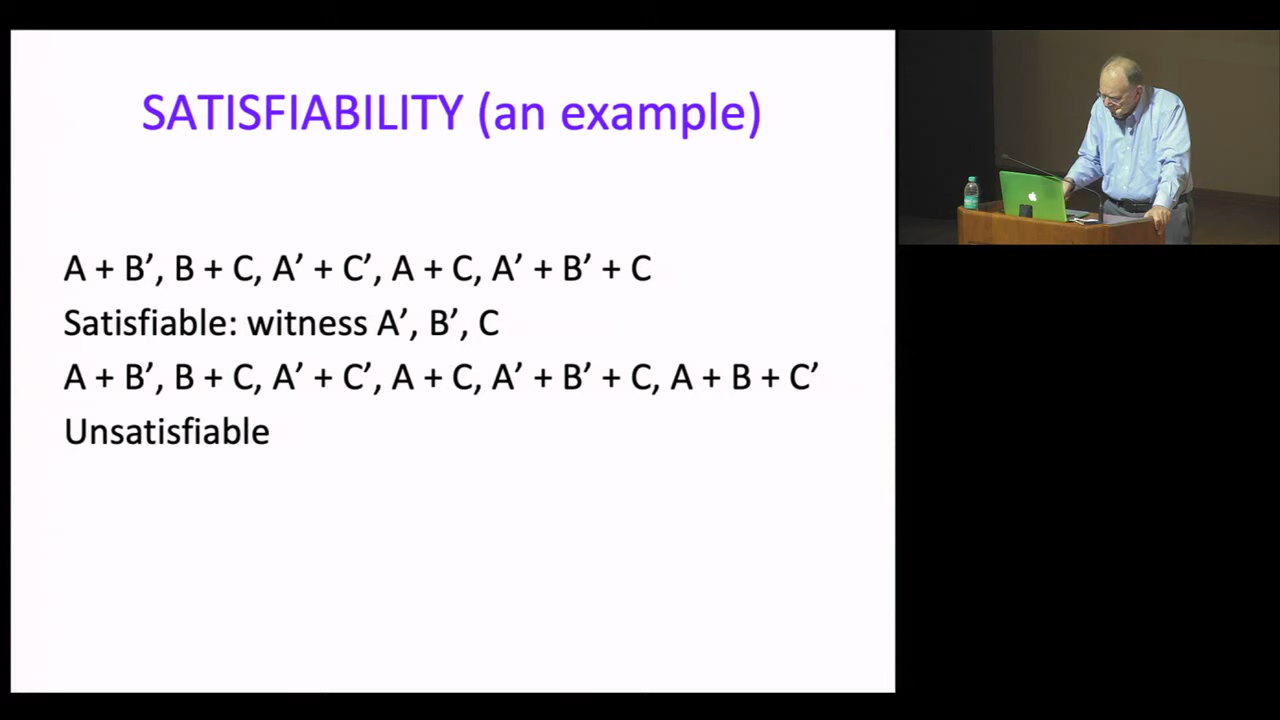 SATISFIABILITY (an example)
A + B’, B + C, A’ + C’, A + C, A’ + B’ + C
Satisfiable: witness A’, B’, C
A + B’, B + C, A’ + C’, A + C, A’ + B’ + C, A + B + C’
Unsatisfiable